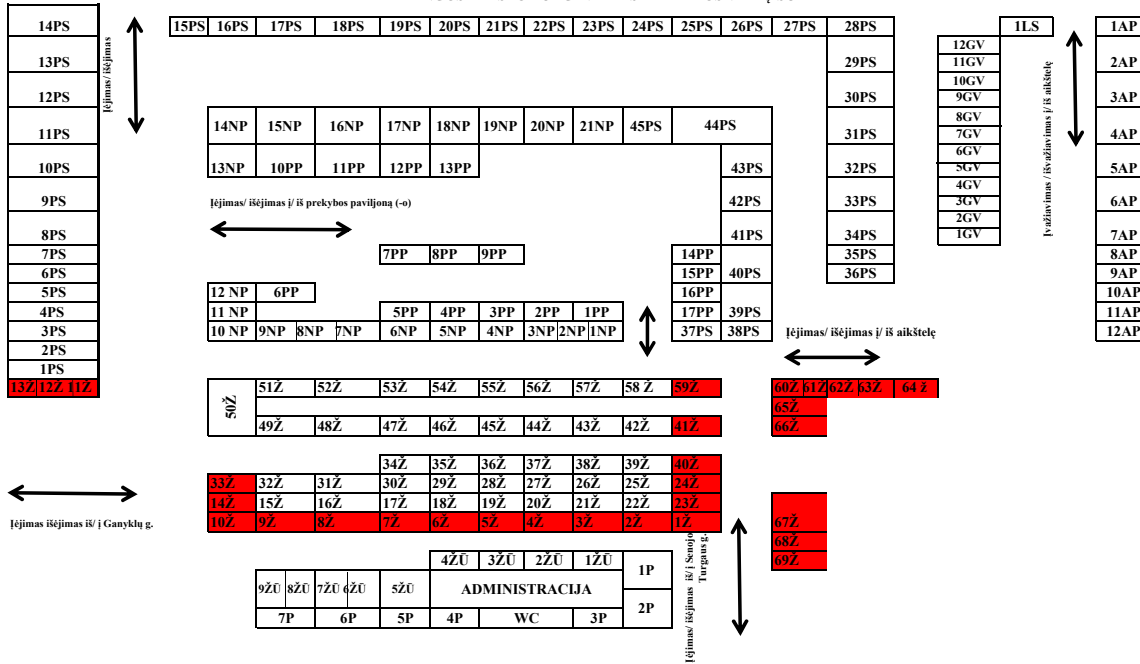 14PS 15PS 16PS 17PS 18PS 19PS 20PS 21PS 22PS 23PS 24PS 25PS 26PS 27PS 28PS 1LS 1AP
12GV
13PS 29PS 11GV 2AP
10GV
12PS 30PS 9GV 3AP
8GV
11PS 14NP 15NP 16NP 17NP 18NP 19NP 20NP 21NP 45PS 44PS 31PS 7GV 4AP
6GV
10PS 13NP 10PP 11PP 12PP 13PP 43PS 32PS 5GV 5AP
4GV
9PS 42PS 33PS 3GV 6AP
2GV
8PS 41PS 34PS 1GV 7AP
Įėjimas/ išėjimas
Įėjimas/ išėjimas į/ iš prekybos paviljoną (-o)
Įvažiavimas / išvažiavimas į/ iš aikštelę
7PS 7PP 8PP 9PP 14PP 35PS 8AP
6PS 15PP 40PS 36PS 9AP
5PS 12 NP 6PP 16PP 10AP
4PS 11 NP 5PP 4PP 3PP 2PP 1PP 17PP 39PS 11AP
3PS 10 NP 9NP 8NP 7NP 6NP 5NP 4NP 3NP 2NP 1NP 37PS 38PS 12AP
Įėjimas/ išėjimas į/ iš aikštelę
2PS
1PS
13Ž 12Ž 11Ž 51Ž 52Ž 53Ž 54Ž 55Ž 56Ž 57Ž 58 Ž 59Ž 60Ž 61Ž 62Ž 63Ž 64 ž
50Ž 65Ž
49Ž 48Ž 47Ž 46Ž 45Ž 44Ž 43Ž 42Ž 41Ž 66Ž
34Ž 35Ž 36Ž 37Ž 38Ž 39Ž 40Ž
33Ž 32Ž 31Ž 30Ž 29Ž 28Ž 27Ž 26Ž 25Ž 24Ž
14Ž 15Ž 16Ž 17Ž 18Ž 19Ž 20Ž 21Ž 22Ž 23Ž
10Ž 9Ž 8Ž 7Ž 6Ž 5Ž 4Ž 3Ž 2Ž 1Ž 67Ž
Įėjimas išėjimas iš/ į Ganyklų g.
68Ž
69Ž
Įėjimas/ išėjimas iš/ į Senojo
Turgaus g.
4ŽŪ 3ŽŪ 2ŽŪ 1ŽŪ 1P
9ŽŪ 8ŽŪ 7ŽŪ 6ŽŪ 5ŽŪ ADMINISTRACIJA
2P
7P 6P 5P 4P WC 3P